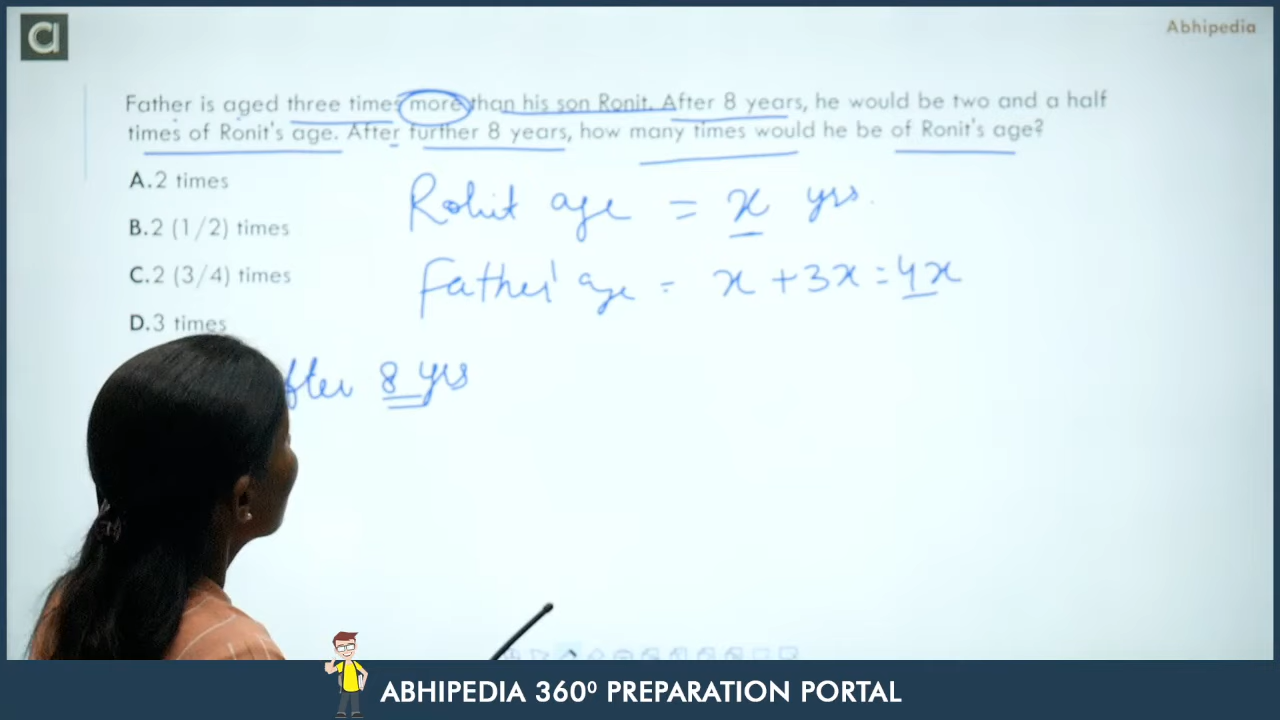 Abhipedia
Father is aged three times more than his son Ronit. After 8 years, he would be two and a half
times of Ronit's age. After further 8 years, how many times would he be of Ronit's age?
A.2 times
B.2 (1/2) times
C.2 (3/4) times
D.3 times
Rohit age = x yrs.
Father' age = x + 3x = 4x
fter 8 yrs
ABHIPEDIA 360⁰ PREPARATION PORTAL